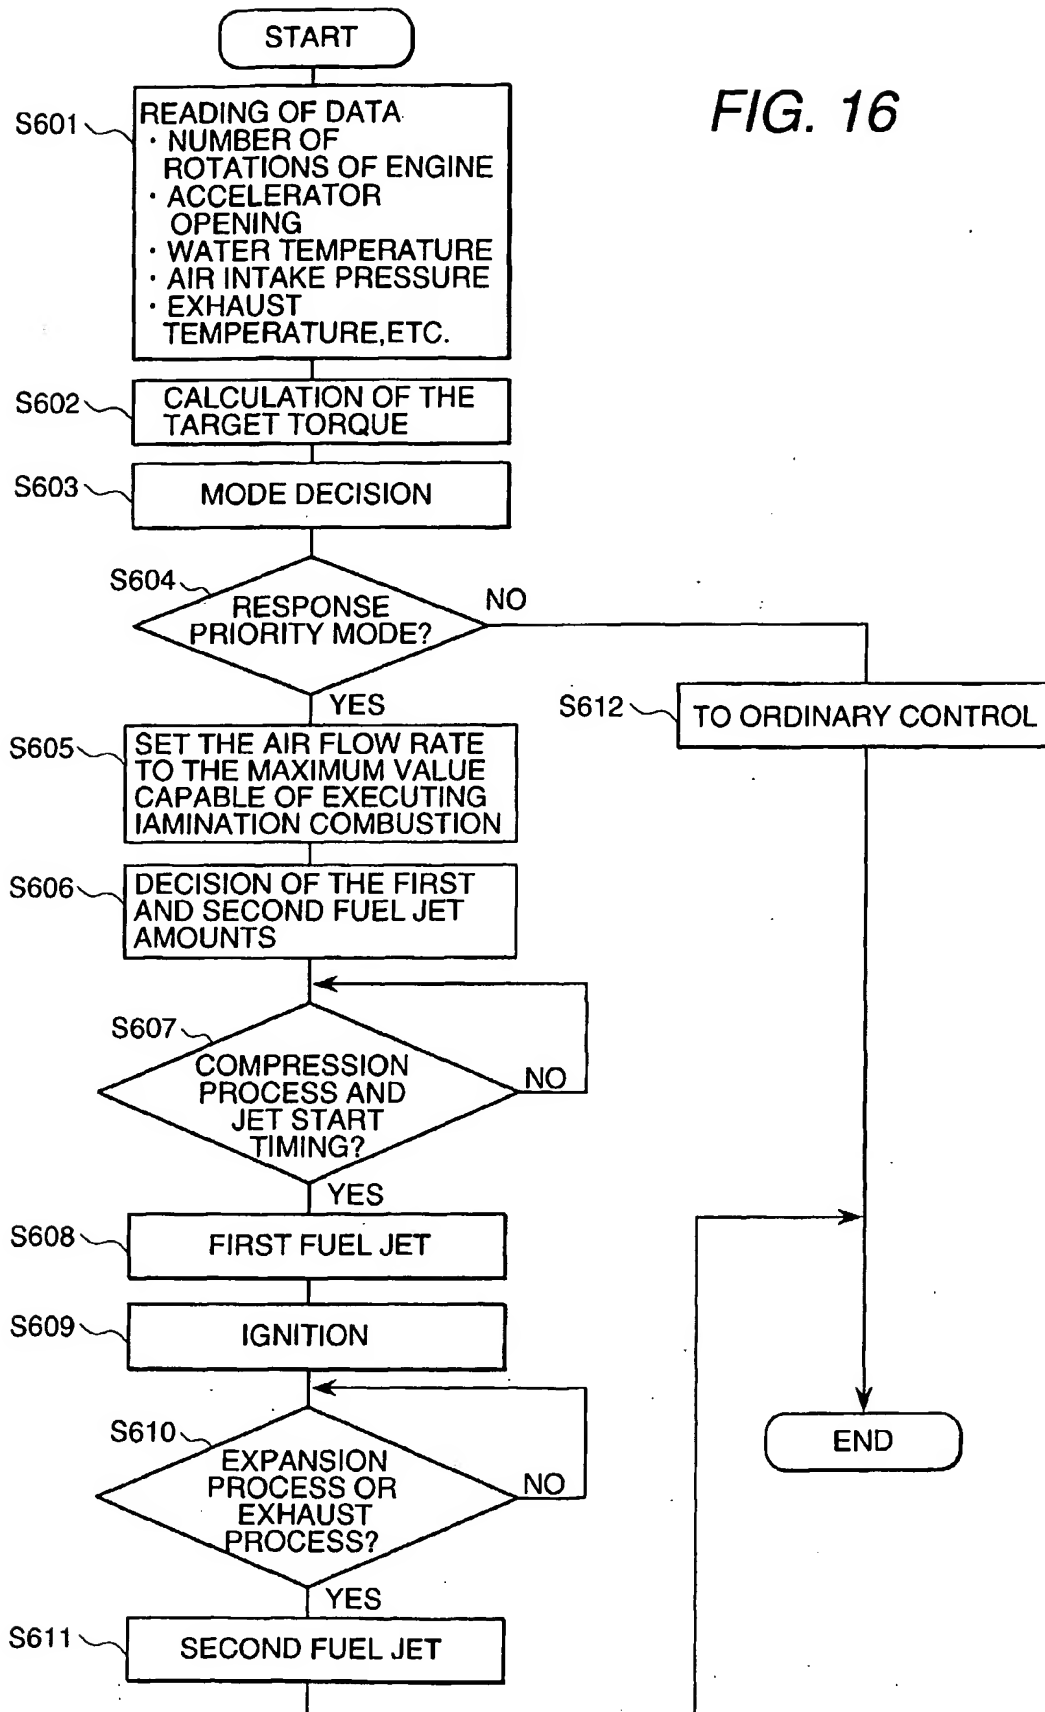 START
FIG. 16
S601
READING OF DATA
· NUMBER OF
ROTATIONS OF ENGINE
· ACCELERATOR
OPENING
· WATER TEMPERATURE
· AIR INTAKE PRESSURE
· EXHAUST
TEMPERATURE,ETC.
S602
CALCULATION OF THE
TARGET TORQUE
S603
MODE DECISION
S604
RESPONSE
PRIORITY MODE?
NO
YES
S612
TO ORDINARY CONTROL
S605
SET THE AIR FLOW RATE
TO THE MAXIMUM VALUE
CAPABLE OF EXECUTING
IAMINATION COMBUSTION
S606
DECISION OF THE FIRST
AND SECOND FUEL JET
AMOUNTS
S607
COMPRESSION
PROCESS AND
JET START
TIMING?
NO
YES
S608
FIRST FUEL JET
S609
IGNITION
S610
EXPANSION
PROCESS OR
EXHAUST
PROCESS?
NO
YES
END
S611
SECOND FUEL JET